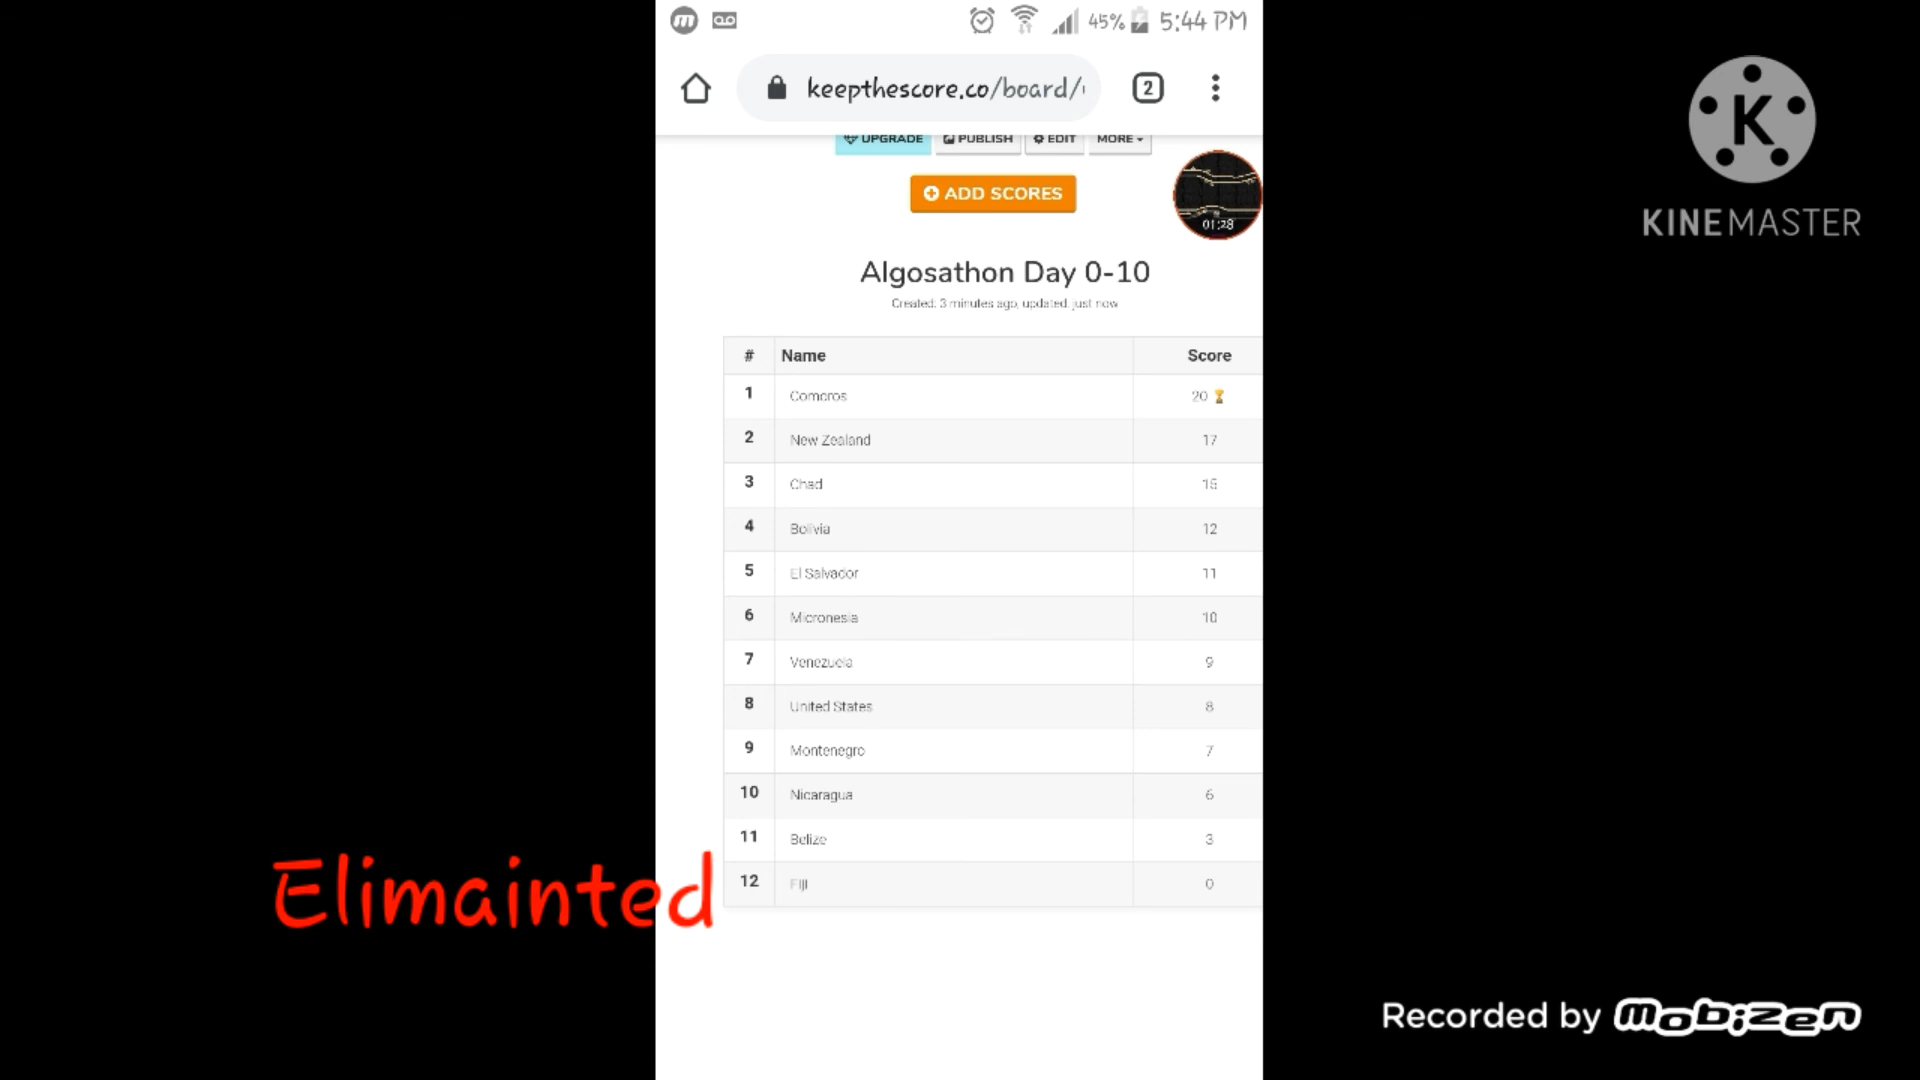 45% 5:44 PM
keepthescore.co/board/
2
UPGRADE PUBLISH EDIT MORE
ADD SCORES
01:28
K
KINEMASTER
Algosathon Day 0-10
Created: 3 minutes ago, updated: just now
# Name Score
1 Comoros 20
2 New Zealand 17
3 Chad 15
4 Bolivia 12
5 El Salvador 11
6 Micronesia 10
7 Venezuela 9
8 United States 8
9 Montenegro 7
10 Nicaragua 6
11 Belize 3
12 Fiji 0
Elimainted
Recorded by mobizen